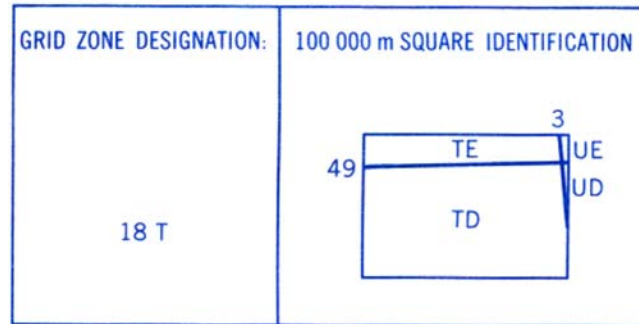 GRID ZONE DESIGNATION:
100 000 m SQUARE IDENTIFICATION
3
TE
UE
49
UD
TD
18 T